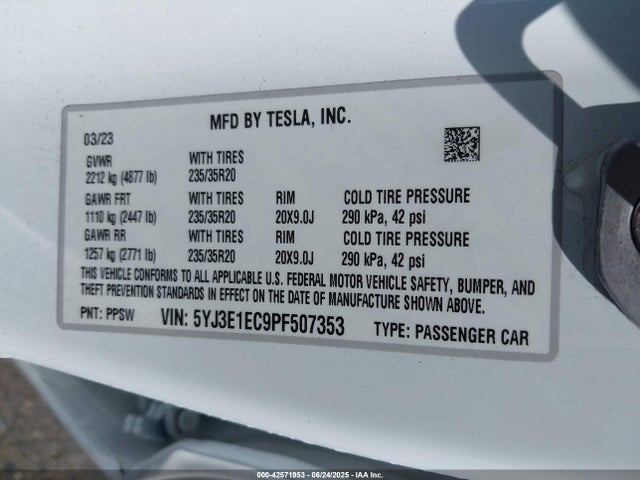 MFD BY TESLA, INC.
03/23
GVWR WITH TIRES
2212 kg (4877 lb) 235/35R20
GAWR FRT WITH TIRES RIM COLD TIRE PRESSURE
1110 kg (2447 lb) 235/35R20 20X9.0J 290 kPa, 42 psi
GAWR RR WITH TIRES RIM COLD TIRE PRESSURE
1257 kg (2771 lb) 235/35R20 20X9.0J 290 kPa, 42 psi
THIS VEHICLE CONFORMS TO ALL APPLICABLE U.S. FEDERAL MOTOR VEHICLE SAFETY, BUMPER, AND
THEFT PREVENTION STANDARDS IN EFFECT ON THE DATE OF MANUFACTURE SHOWN ABOVE.
PNT: PPSW VIN: 5YJ3E1EC9PF507353 TYPE: PASSENGER CAR
000-42571953 - 06/24/2025 - IAA Inc.